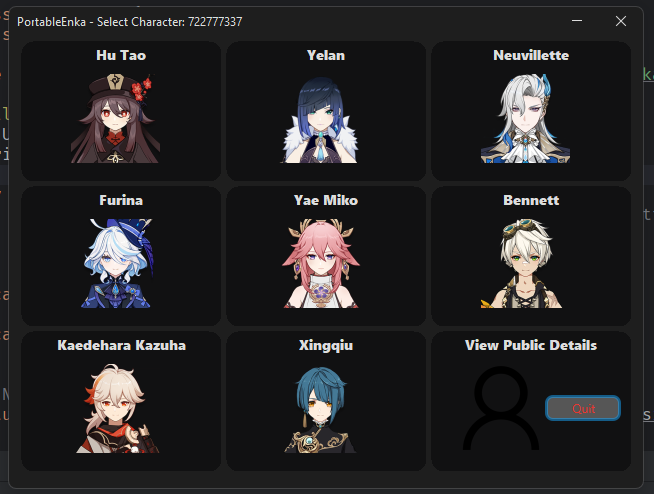 PortableEnka - Select Character: 722777337
Hu Tao
Yelan
Neuvillette
Furina
Yae Miko
Bennett
Kaedehara Kazuha
Xingqiu
View Public Details
Quit